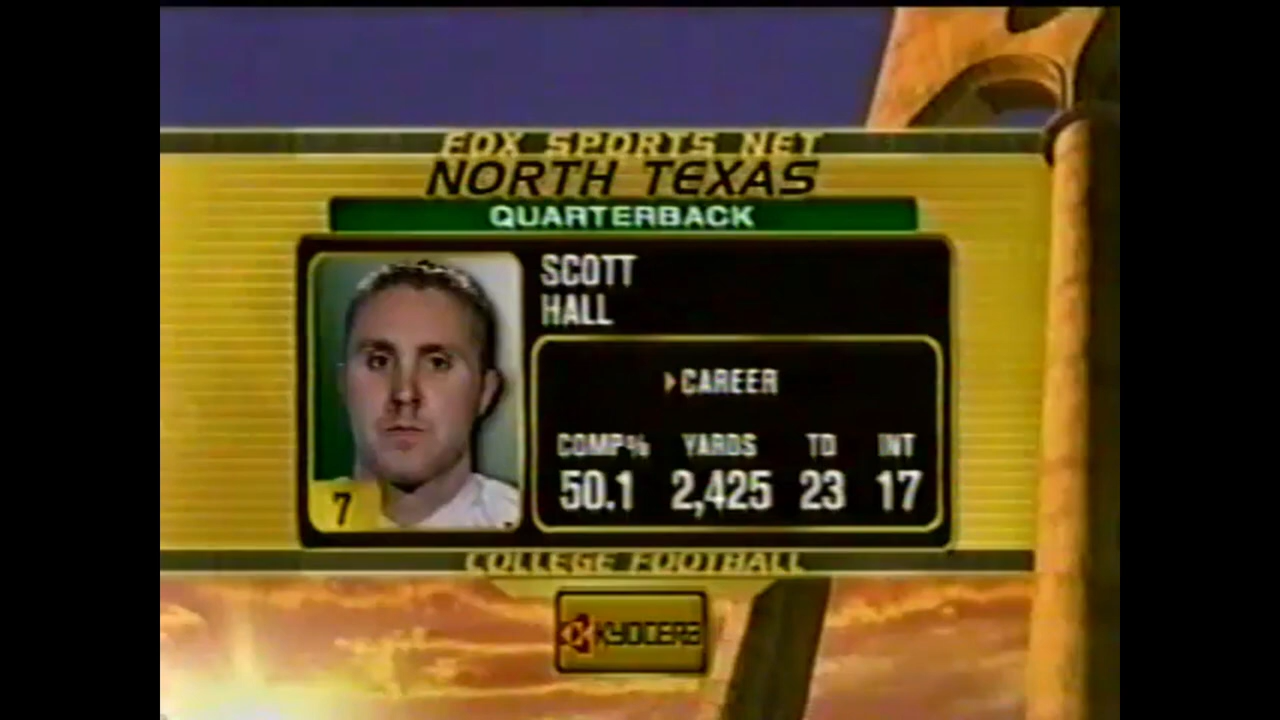 FOX SPORTS NET
NORTH TEXAS
QUARTERBACK
SCOTT
HALL
CAREER
COMP% YARDS TD INT
50.1 2,425 23 17
7
COLLEGE FOOTBALL
KYOCERA